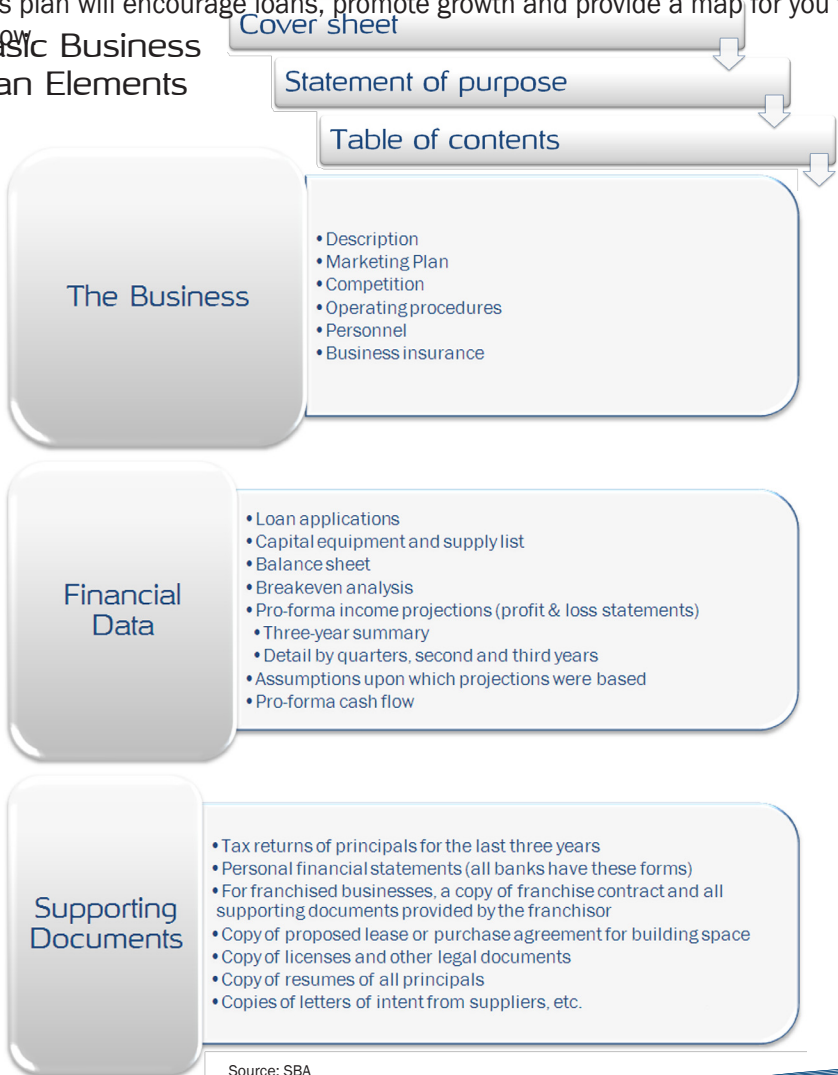 s plan will encourage loans, promote growth and provide a map for you
ow
asic Business
an Elements
Cover sheet
Statement of purpose
Table of contents
The Business
• Description
• Marketing Plan
• Competition
• Operating procedures
• Personnel
• Business insurance
Financial
Data
• Loan applications
• Capital equipment and supply list
• Balance sheet
• Breakeven analysis
• Pro-forma income projections (profit & loss statements)
• Three-year summary
• Detail by quarters, second and third years
• Assumptions upon which projections were based
• Pro-forma cash flow
Supporting
Documents
• Tax returns of principals for the last three years
• Personal financial statements (all banks have these forms)
• For franchised businesses, a copy of franchise contract and all
supporting documents provided by the franchisor
• Copy of proposed lease or purchase agreement for building space
• Copy of licenses and other legal documents
• Copy of resumes of all principals
• Copies of letters of intent from suppliers, etc.
Source: SBA